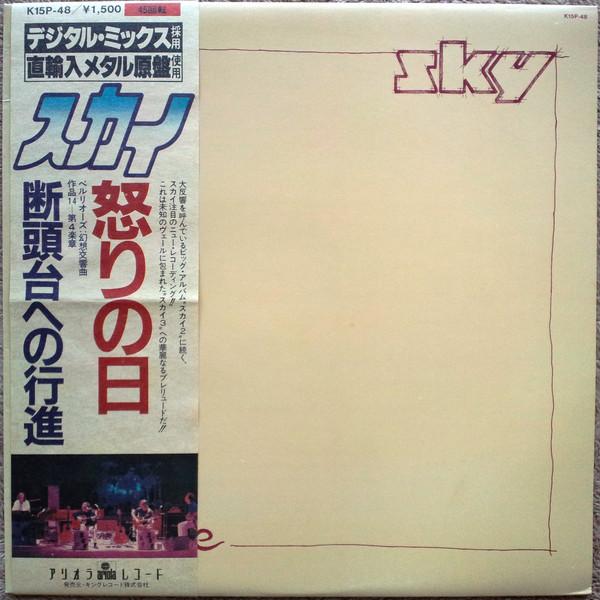 K15P-48/¥1,500
45回転
デジタル・ミックス採用
直輸入メタル原盤使用
スカイ
大反響を呼んでいるビッグ・アルバム“スカイ2”に続く、
スカイ注目のニュー・レコーディング!!
これは未知のヴェールに包まれた“スカイ3”への華麗なるプレリュードだ!!
怒りの日
ベルリオーズ:幻想交響曲
作品14―第4楽章
断頭台への行進
アリオラ ariola レコード
発売元・キングレコード株式会社
K15P-48
sky
e